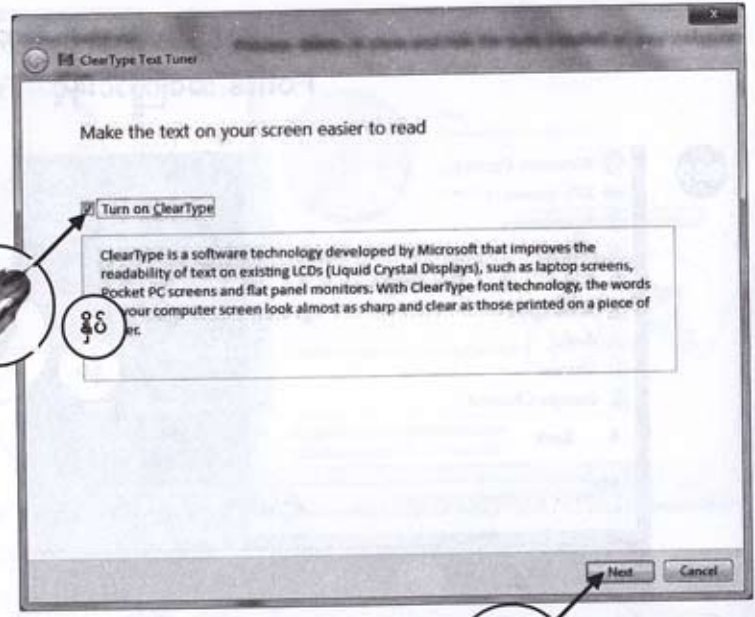 ClearType Text Tuner
Make the text on your screen easier to read
Turn on ClearType
ClearType is a software technology developed by Microsoft that improves the
readability of text on existing LCDs (Liquid Crystal Displays), such as laptop screens,
Pocket PC screens and flat panel monitors. With ClearType font technology, the words
your computer screen look almost as sharp and clear as those printed on a piece of
er.
Next
Cancel